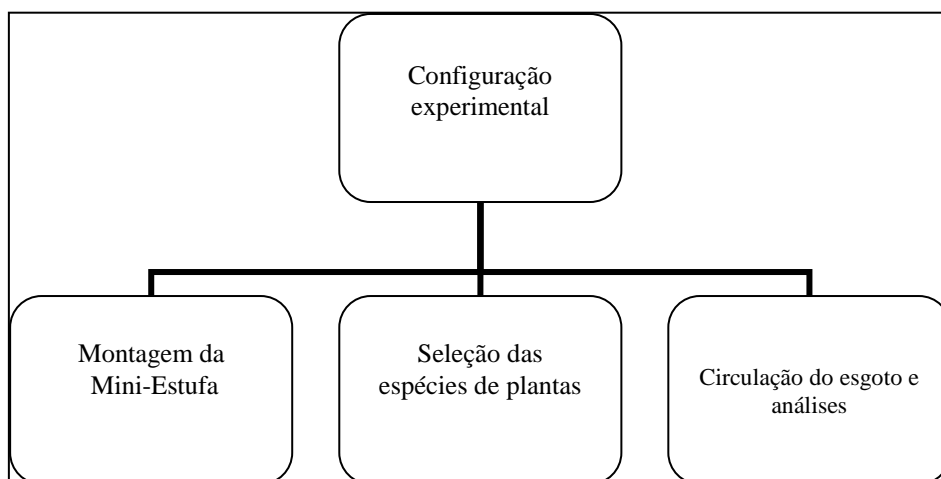 Configuração
experimental
Montagem da
Mini-Estufa
Seleção das
espécies de plantas
Circulação do esgoto e
análises